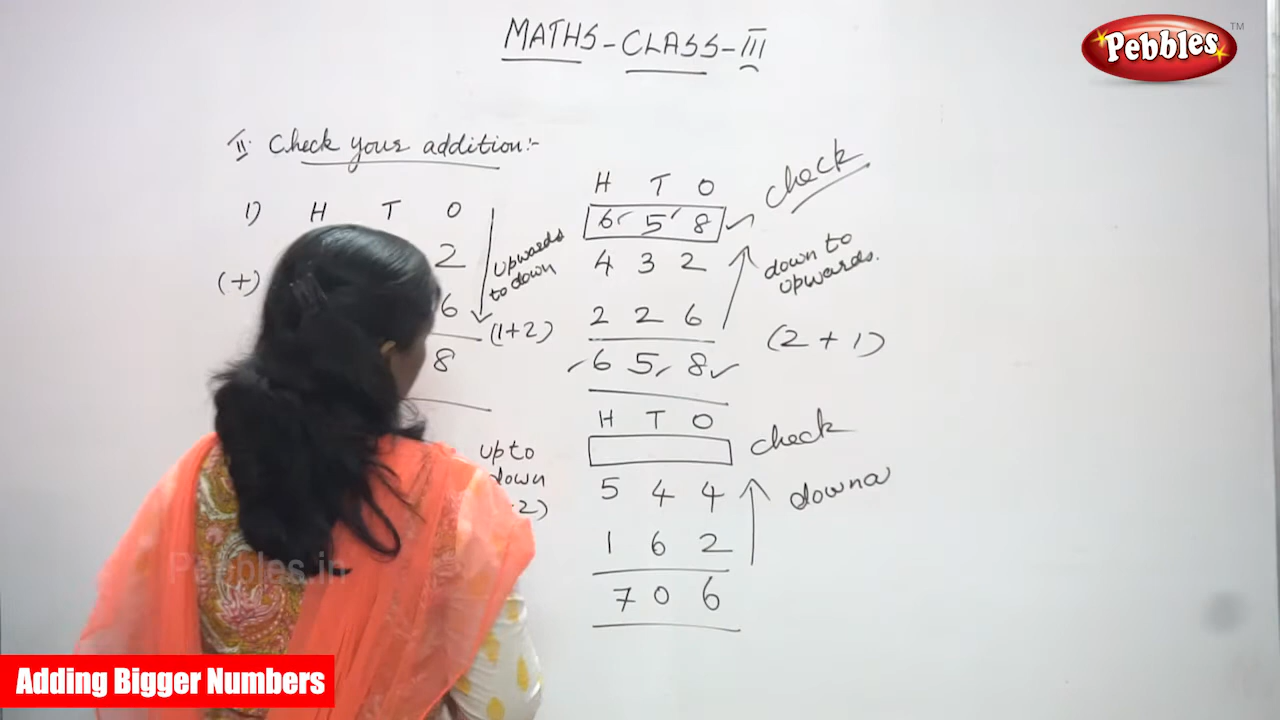 MATHS-CLASS-III
Pebbles TM
II. Check your addition:-
1) H T O
2
(+)
6
8
upwards
to down
(1+2)
H T O
6 5 8
4 3 2
2 2 6
6 5 8
check
down to
upwards.
(2 + 1)
up to
down
2)
H T O
5 4 4
1 6 2
7 0 6
check
downa
Pebbles.in
Adding Bigger Numbers